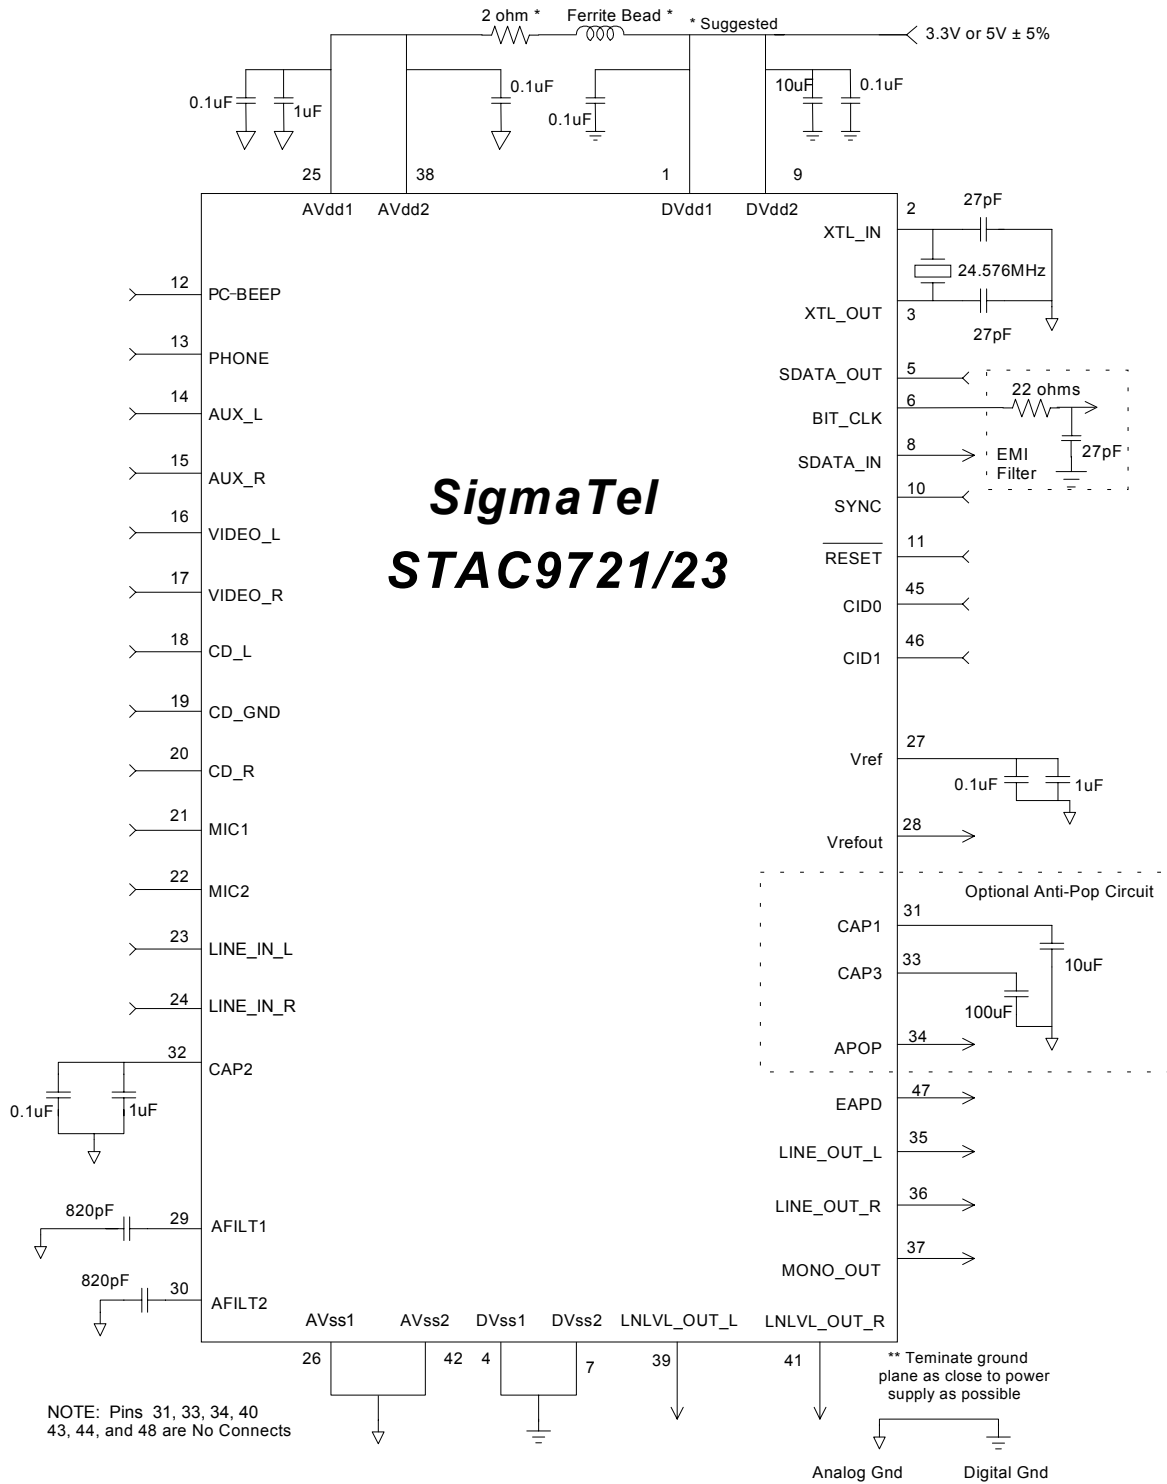 2 ohm *
Ferrite Bead *
* Suggested
3.3V or 5V ± 5%
0.1uF
1uF
0.1uF
0.1uF
10uF
0.1uF
25
38
1
9
AVdd1
AVdd2
DVdd1
DVdd2
2
27pF
XTL_IN
24.576MHz
XTL_OUT
3
27pF
12
PC-BEEP
13
PHONE
14
AUX_L
15
AUX_R
16
VIDEO_L
17
VIDEO_R
18
CD_L
19
CD_GND
20
CD_R
21
MIC1
22
MIC2
23
LINE_IN_L
24
LINE_IN_R
32
CAP2
0.1uF
1uF
820pF
29
AFILT1
820pF
30
AFILT2
SigmaTel
STAC9721/23
SDATA_OUT
5
BIT_CLK
6
22 ohms
27pF
EMI
Filter
SDATA_IN
8
SYNC
10
RESET
11
CID0
45
CID1
46
Vref
27
0.1uF
1uF
Vrefout
28
Optional Anti-Pop Circuit
CAP1
31
10uF
CAP3
33
100uF
APOP
34
EAPD
47
LINE_OUT_L
35
LINE_OUT_R
36
MONO_OUT
37
AVss1
AVss2
DVss1
DVss2
LNLVL_OUT_L
LNLVL_OUT_R
26
42
4
7
39
41
** Teminate ground
plane as close to power
supply as possible
NOTE: Pins 31, 33, 34, 40
43, 44, and 48 are No Connects
Analog Gnd
Digital Gnd